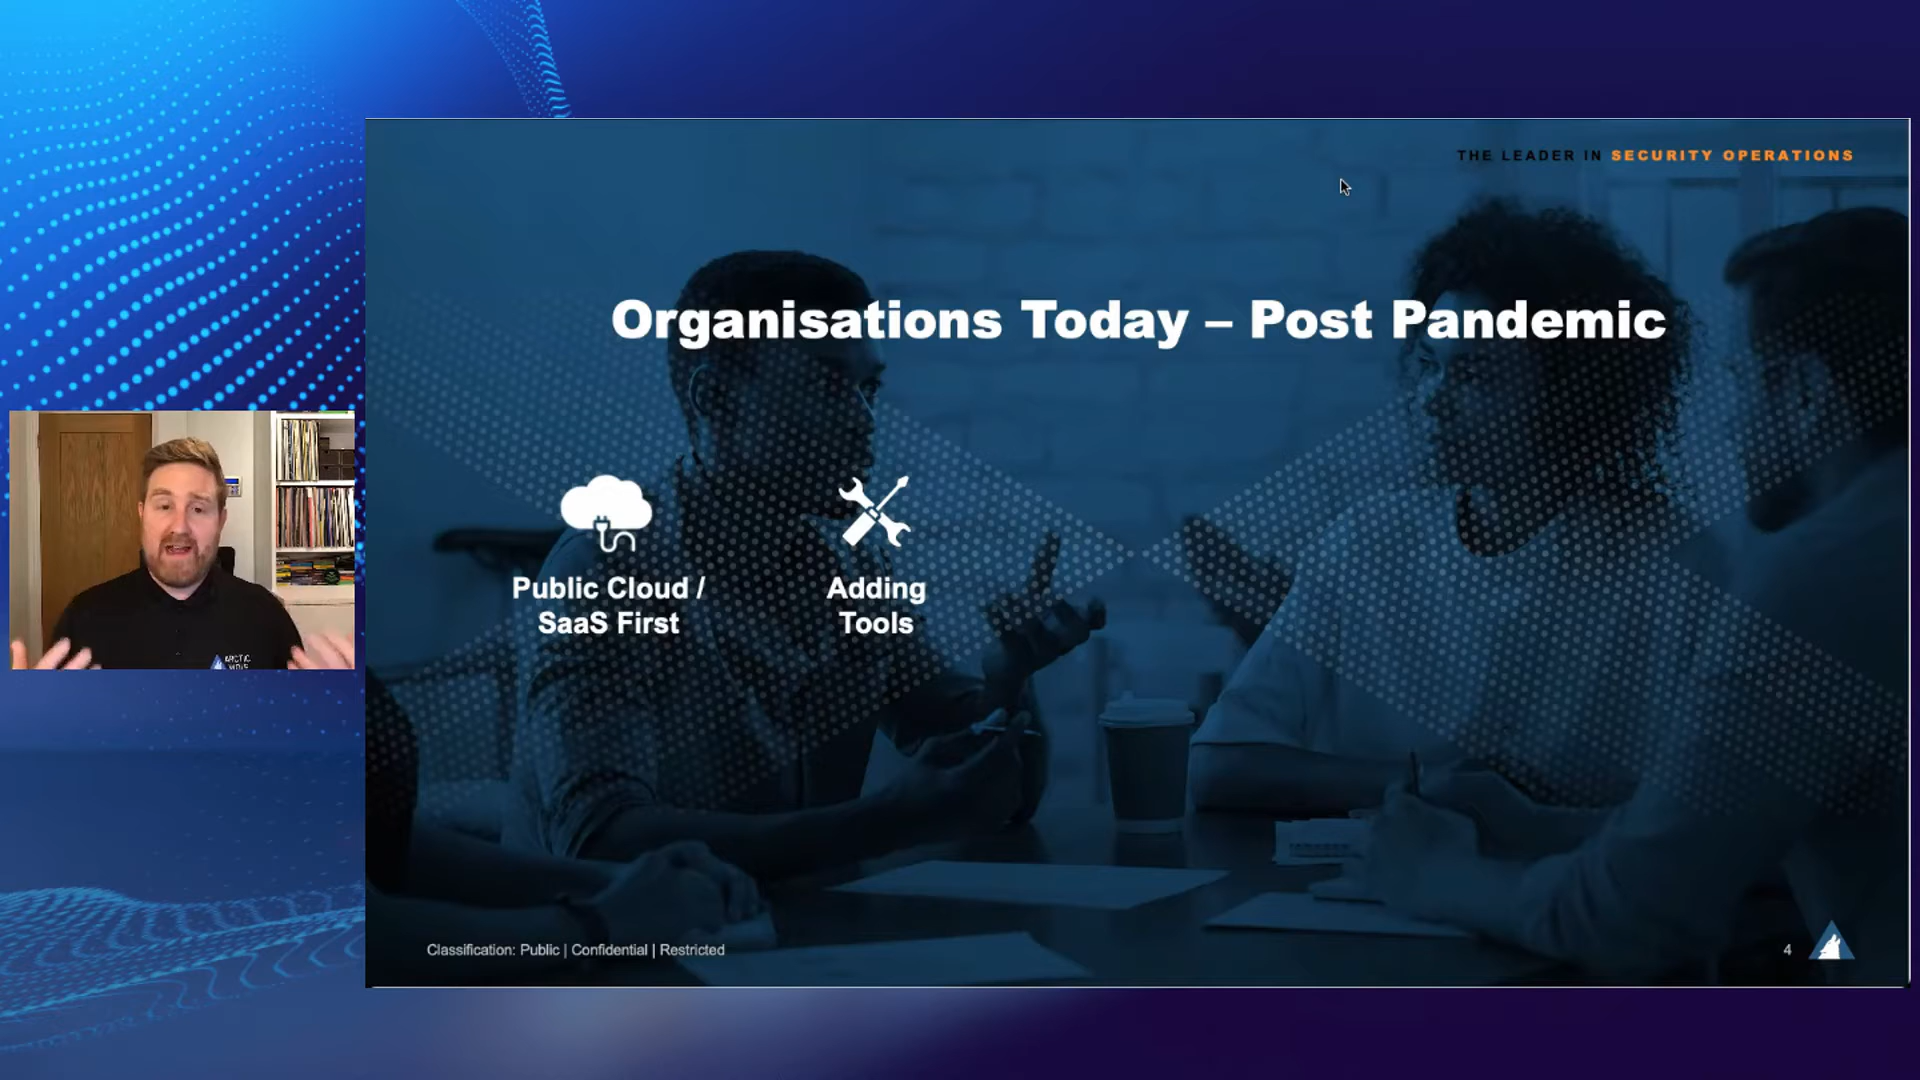 THE LEADER IN SECURITY OPERATIONS
Organisations Today – Post Pandemic
Public Cloud /
SaaS First
Adding
Tools
ARCTIC
Classification: Public | Confidential | Restricted
4